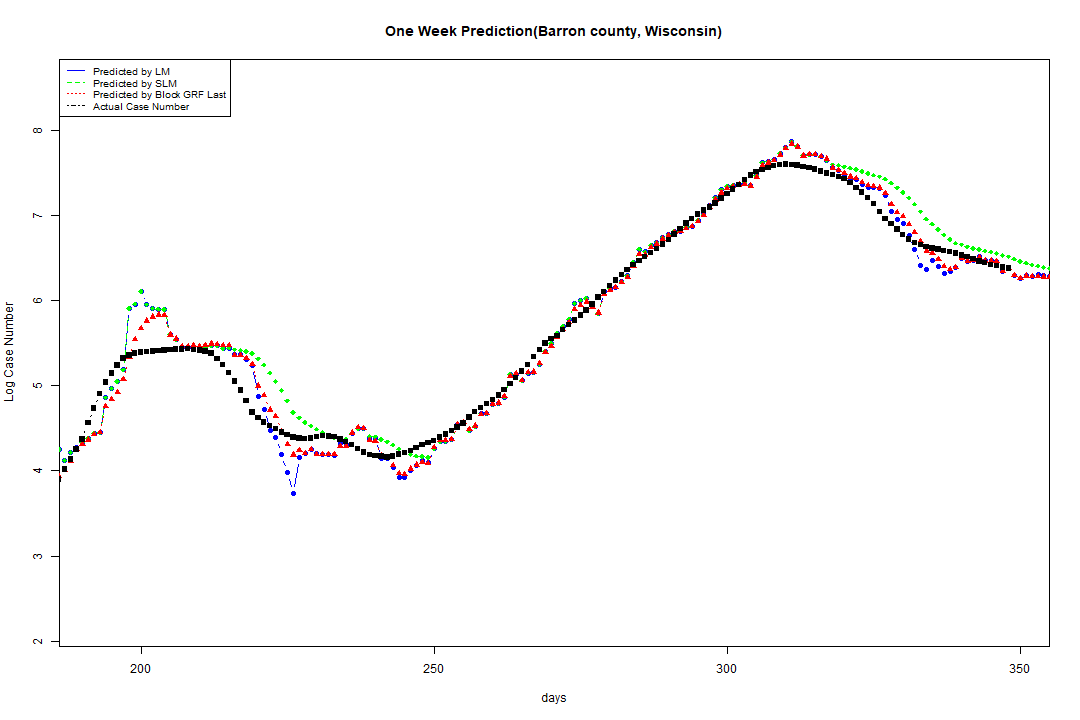 One Week Prediction(Barron county, Wisconsin)
Predicted by LM
Predicted by SLM
Predicted by Block GRF Last
Actual Case Number
8
7
6
5
4
3
2
Log Case Number
200 250 300 350
days